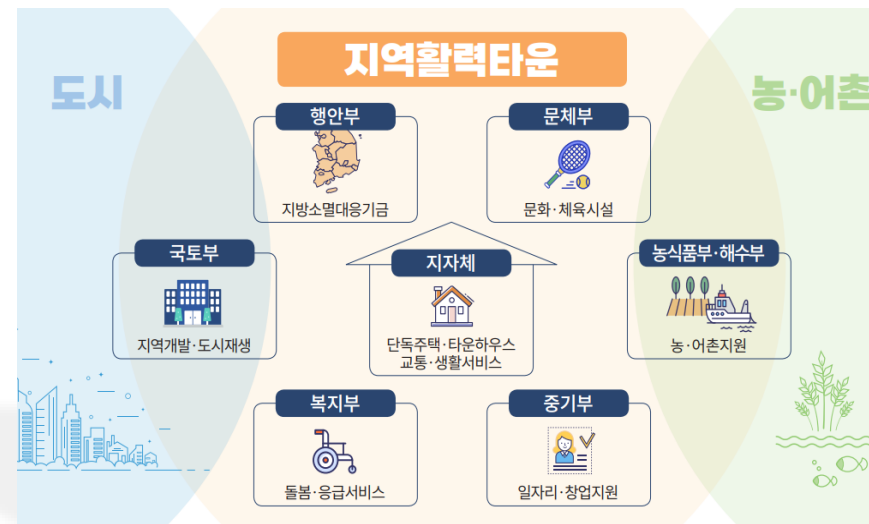 지역활력타운
도시
농·어촌
행안부
지방소멸대응기금
문체부
문화·체육시설
국토부
지역개발·도시재생
지자체
단독주택·타운하우스
교통·생활서비스
농식품부·해수부
농·어촌지원
복지부
돌봄·응급서비스
중기부
일자리·창업지원